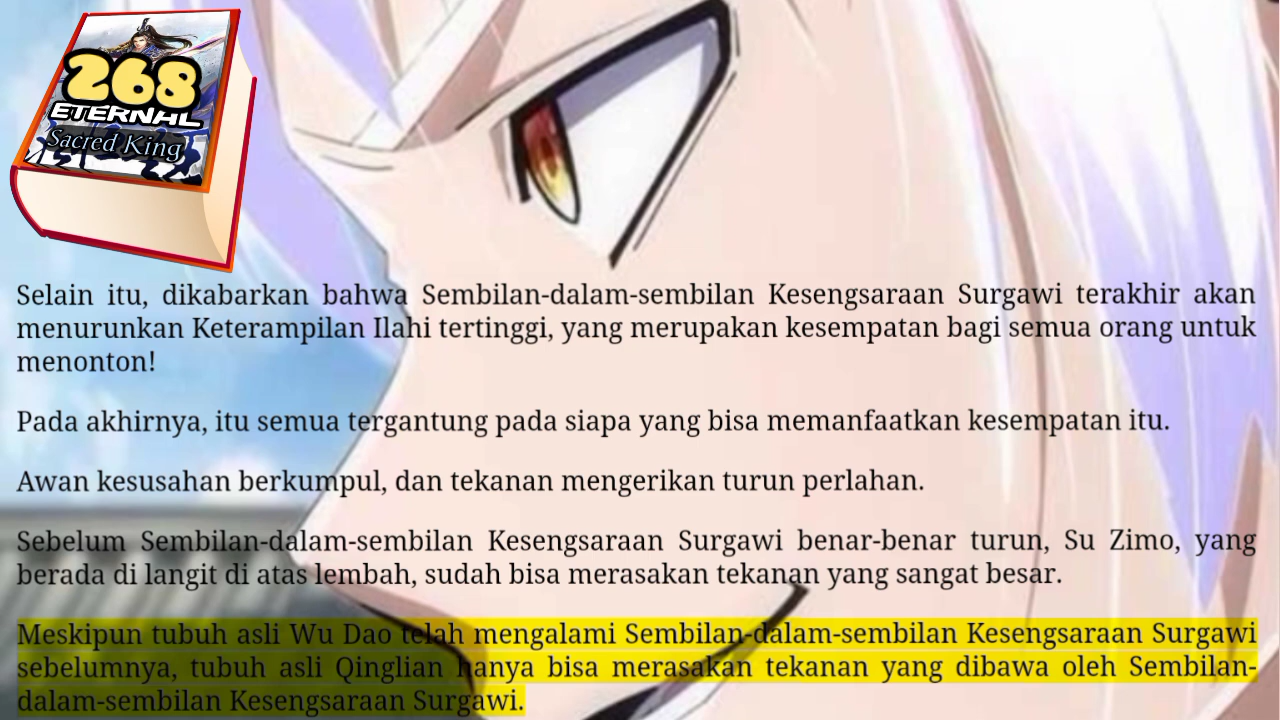 268
ETERNAL
Sacred King
Selain itu, dikabarkan bahwa Sembilan-dalam-sembilan Kesengsaraan Surgawi terakhir akan
menurunkan Keterampilan Ilahi tertinggi, yang merupakan kesempatan bagi semua orang untuk
menonton!
Pada akhirnya, itu semua tergantung pada siapa yang bisa memanfaatkan kesempatan itu.
Awan kesusahan berkumpul, dan tekanan mengerikan turun perlahan.
Sebelum Sembilan-dalam-sembilan Kesengsaraan Surgawi benar-benar turun, Su Zimo, yang
berada di langit di atas lembah, sudah bisa merasakan tekanan yang sangat besar.
Meskipun tubuh asli Wu Dao telah mengalami Sembilan-dalam-sembilan Kesengsaraan Surgawi
sebelumnya, tubuh asli Qinglian hanya bisa merasakan tekanan yang dibawa oleh Sembilan-
dalam-sembilan Kesengsaraan Surgawi.